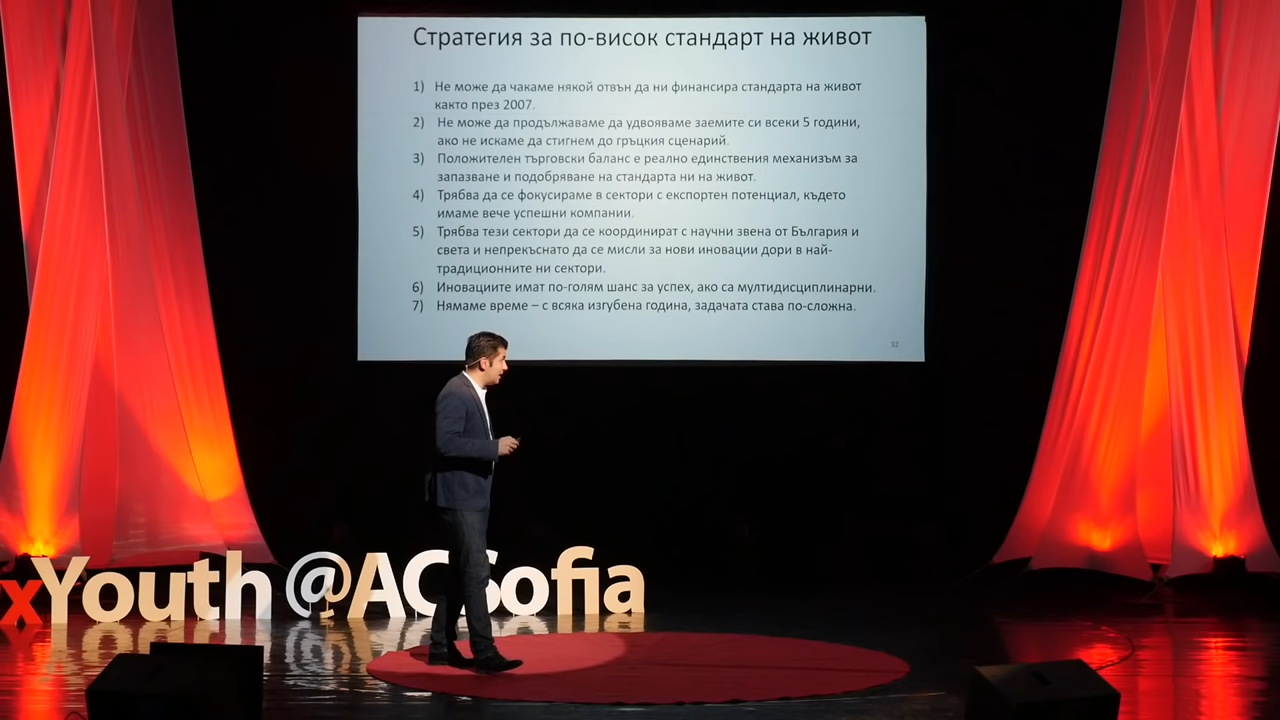 Стратегия за по-висок стандарт на живот
1) Не може да чакаме някой отвън да ни финансира стандарта на живот
както през 2007.
2) Не може да продължаваме да удвояваме заемите си всеки 5 години,
ако не искаме да стигнем до гръцкия сценарий.
3) Положителен търговски баланс е реално единствения механизъм за
запазване и подобряване на стандарта ни на живот.
4) Трябва да се фокусираме в сектори с експортен потенциал, където
имаме вече успешни компании.
5) Трябва тези сектори да се координират с научни звена от България и
света и непрекъснато да се мисли за нови иновации дори в най-
традиционните ни сектори.
6) Иновациите имат по-голям шанс за успех, ако са мултидисциплинарни.
7) Нямаме време – с всяка изгубена година, задачата става по-сложна.
32
xYouth@ACSofia